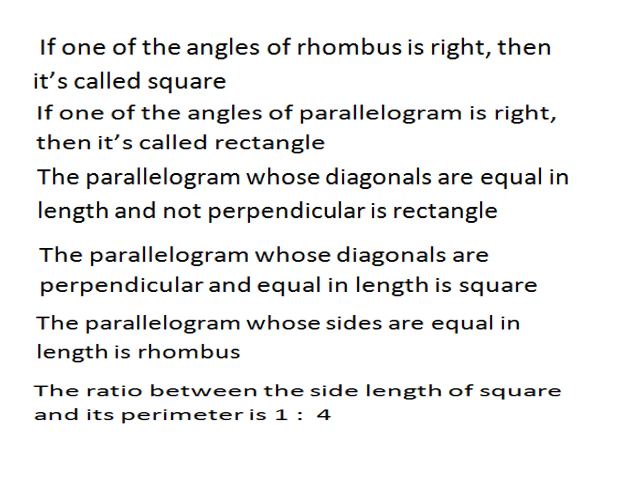 If one of the angles of rhombus is right, then
it's called square
If one of the angles of parallelogram is right,
then it's called rectangle
The parallelogram whose diagonals are equal in
length and not perpendicular is rectangle
The parallelogram whose diagonals are
perpendicular and equal in length is square
The parallelogram whose sides are equal in
length is rhombus
The ratio between the side length of square
and its perimeter is 1 : 4